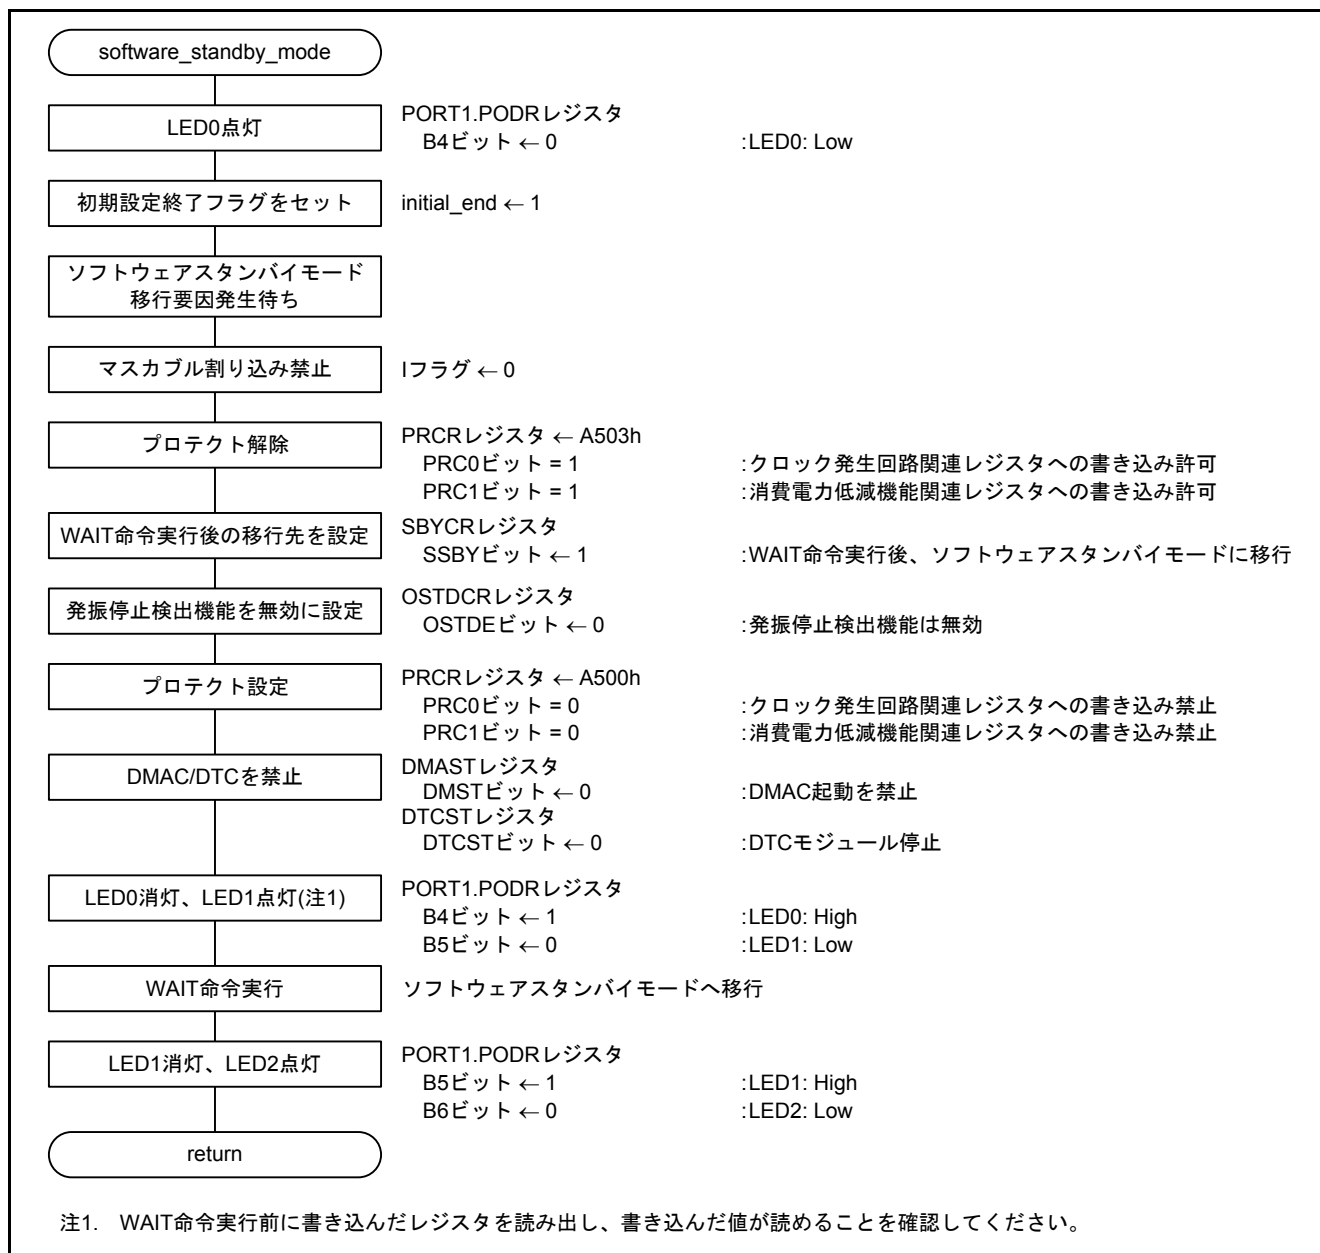 software_standby_mode
LED0点灯
PORT1.PODRレジスタ
B4ビット ← 0 :LED0: Low
初期設定終了フラグをセット
initial_end ← 1
ソフトウェアスタンバイモード
移行要因発生待ち
マスカブル割り込み禁止
Iフラグ ← 0
プロテクト解除
PRCRレジスタ ← A503h
PRC0ビット = 1 :クロック発生回路関連レジスタへの書き込み許可
PRC1ビット = 1 :消費電力低減機能関連レジスタへの書き込み許可
WAIT命令実行後の移行先を設定
SBYCRレジスタ
SSBYビット ← 1 :WAIT命令実行後、ソフトウェアスタンバイモードに移行
発振停止検出機能を無効に設定
OSTDCRレジスタ
OSTDEビット ← 0 :発振停止検出機能は無効
プロテクト設定
PRCRレジスタ ← A500h
PRC0ビット = 0 :クロック発生回路関連レジスタへの書き込み禁止
PRC1ビット = 0 :消費電力低減機能関連レジスタへの書き込み禁止
DMAC/DTCを禁止
DMASTレジスタ
DMSTビット ← 0 :DMAC起動を禁止
DTCSTレジスタ
DTCSTビット ← 0 :DTCモジュール停止
LED0消灯、LED1点灯(注1)
PORT1.PODRレジスタ
B4ビット ← 1 :LED0: High
B5ビット ← 0 :LED1: Low
WAIT命令実行
ソフトウェアスタンバイモードへ移行
LED1消灯、LED2点灯
PORT1.PODRレジスタ
B5ビット ← 1 :LED1: High
B6ビット ← 0 :LED2: Low
return
注1. WAIT命令実行前に書き込んだレジスタを読み出し、書き込んだ値が読めることを確認してください。